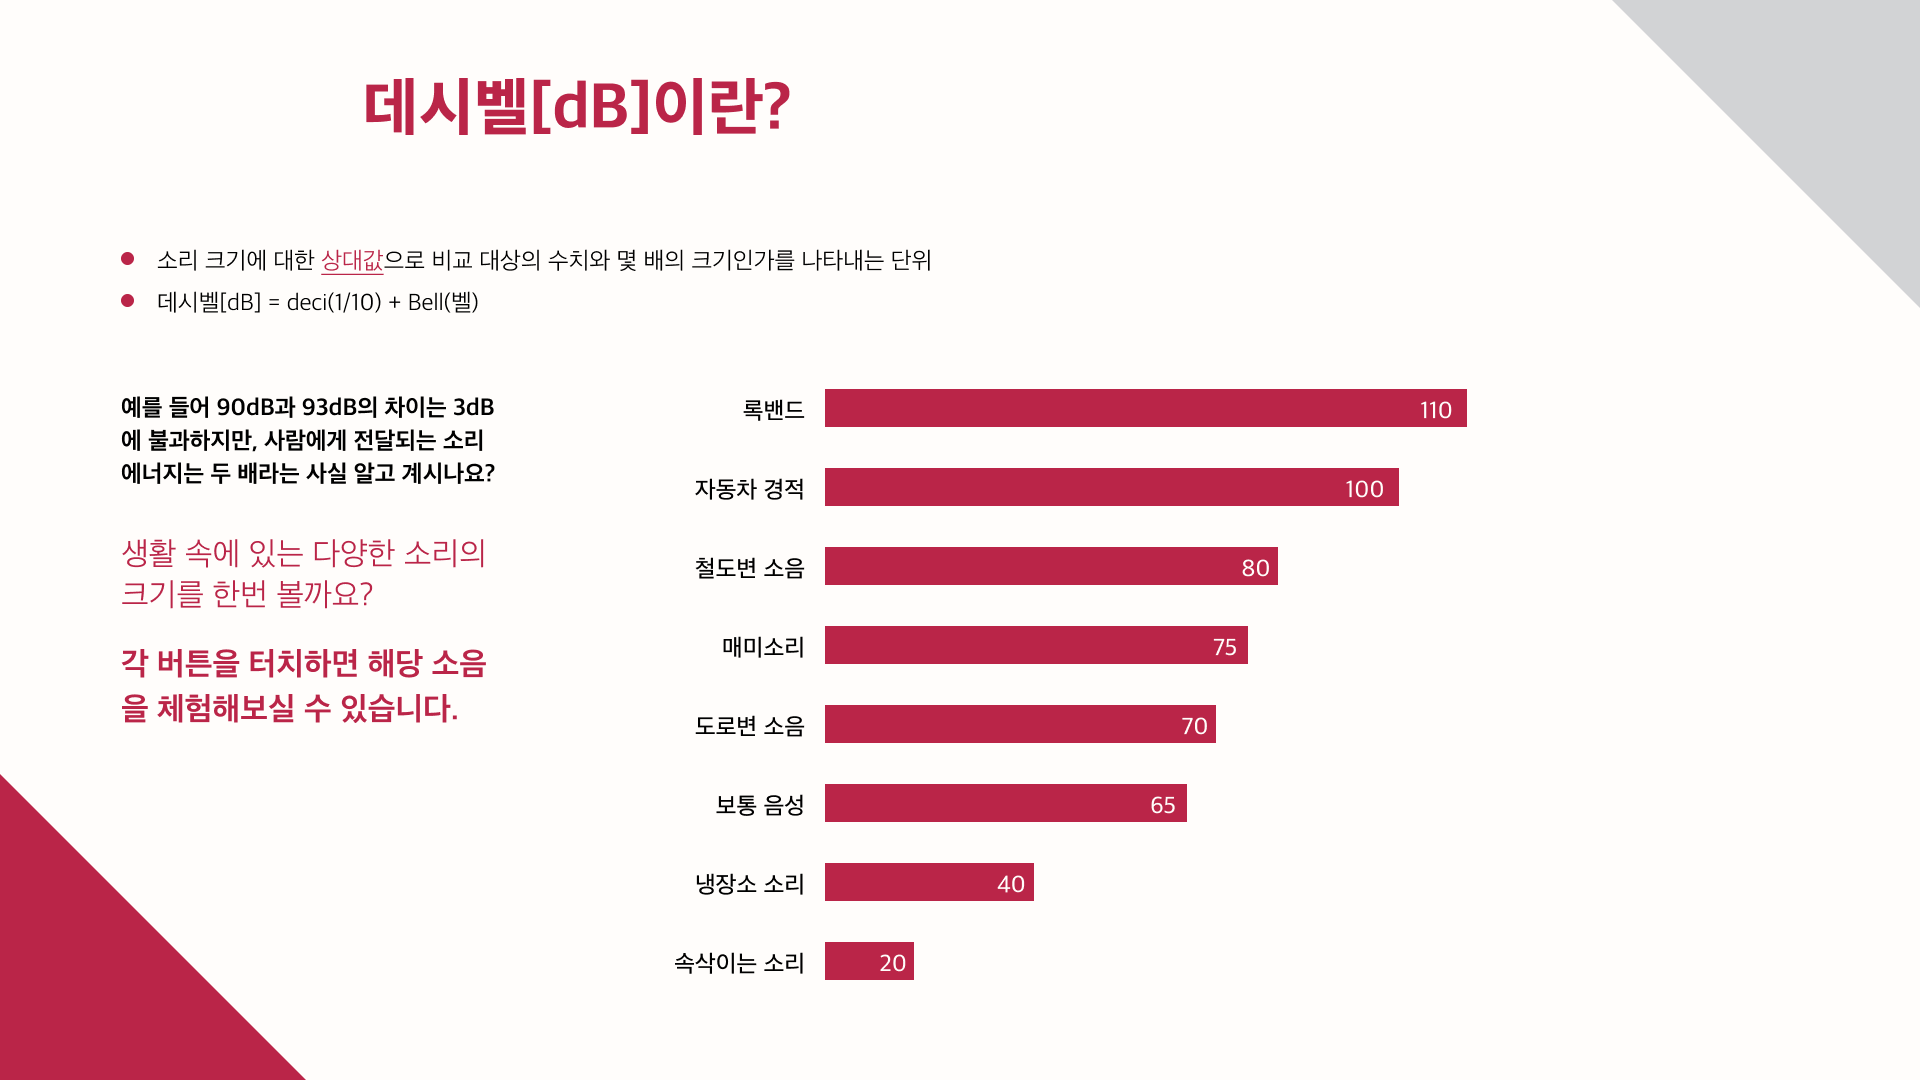 데시벨[dB]이란?
소리 크기에 대한 상대값으로 비교 대상의 수치와 몇 배의 크기인가를 나타내는 단위
데시벨[dB] = deci(1/10) + Bell(벨)
예를 들어 90dB과 93dB의 차이는 3dB
에 불과하지만, 사람에게 전달되는 소리
에너지는 두 배라는 사실 알고 계시나요?
생활 속에 있는 다양한 소리의
크기를 한번 볼까요?
각 버튼을 터치하면 해당 소음
을 체험해보실 수 있습니다.
록밴드 110
자동차 경적 100
철도변 소음 80
매미소리 75
도로변 소음 70
보통 음성 65
냉장소 소리 40
속삭이는 소리 20